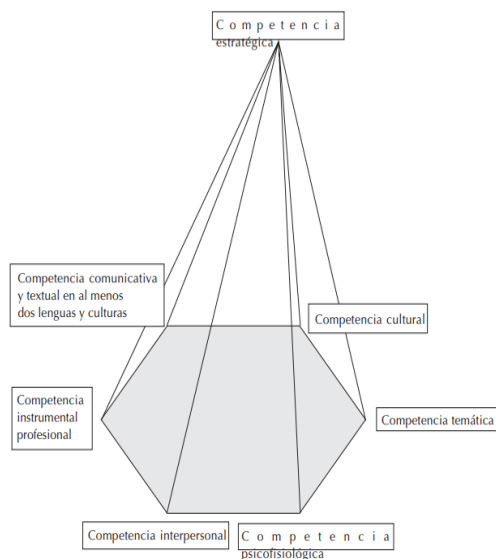 Competencia
estratégica
Competencia comunicativa
y textual en al menos
dos lenguas y culturas
Competencia cultural
Competencia
instrumental
profesional
Competencia temática
Competencia interpersonal
Competencia
psicofisiológica